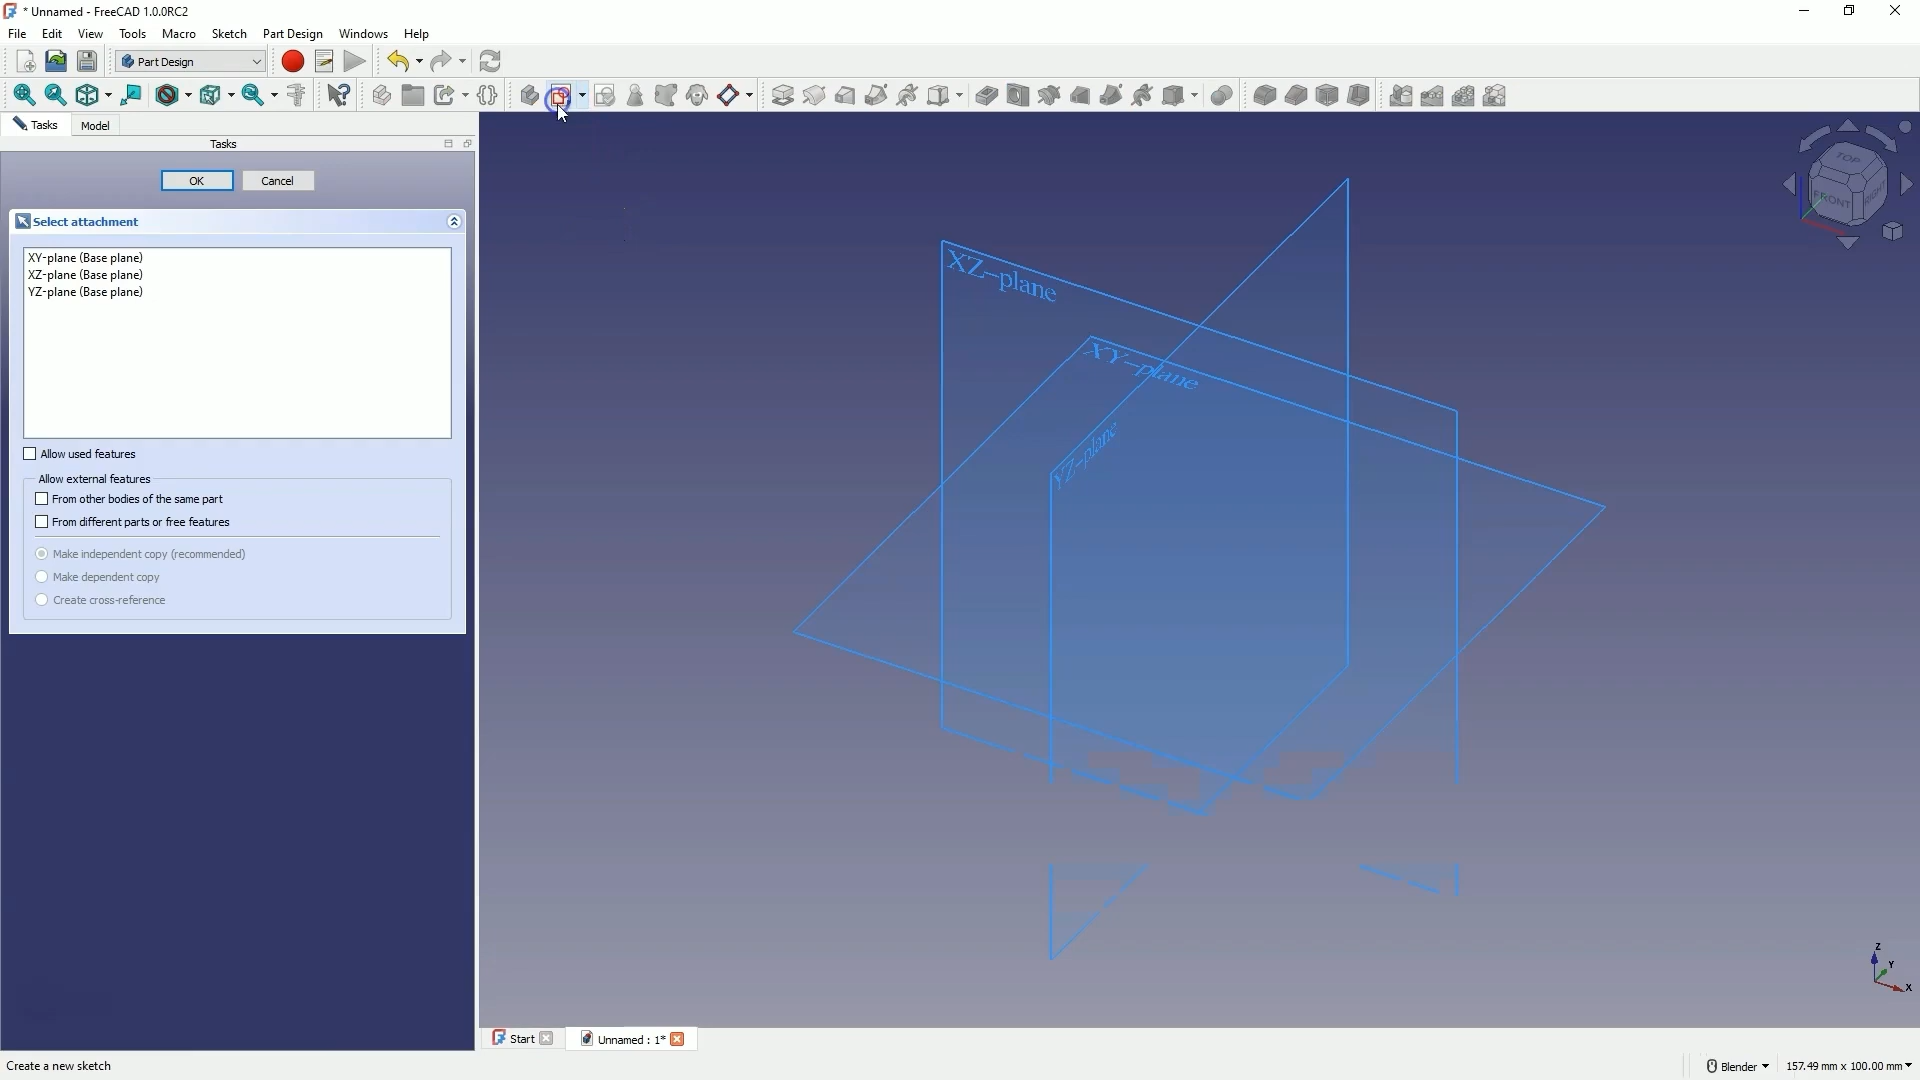 * Unnamed - FreeCAD 1.0.0RC2
File Edit View Tools Macro Sketch Part Design Windows Help
Part Design
Tasks Model
Tasks
OK Cancel
Select attachment
XY-plane (Base plane)
XZ-plane (Base plane)
YZ-plane (Base plane)
Allow used features
Allow external features
From other bodies of the same part
From different parts or free features
Make independent copy (recommended)
Make dependent copy
Create cross-reference
XZ-plane
XY-plane
YZ-plane
TOP
FRONT
RIGHT
Z
Y
X
Start Unnamed : 1*
Create a new sketch
Blender 157.49 mm x 100.00 mm